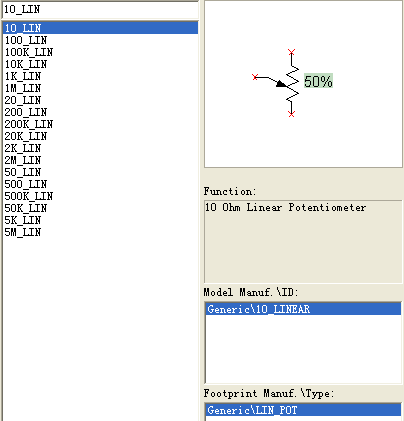 10_LIN
10_LIN
100_LIN
100K_LIN
10K_LIN
1K_LIN
1M_LIN
20_LIN
200_LIN
200K_LIN
20K_LIN
2K_LIN
2M_LIN
50_LIN
500_LIN
500K_LIN
50K_LIN
5K_LIN
5M_LIN
50%
Function:
10 Ohm Linear Potentiometer
Model Manuf.\ID:
Generic\10_LINEAR
Footprint Manuf.\Type:
Generic\LIN_POT